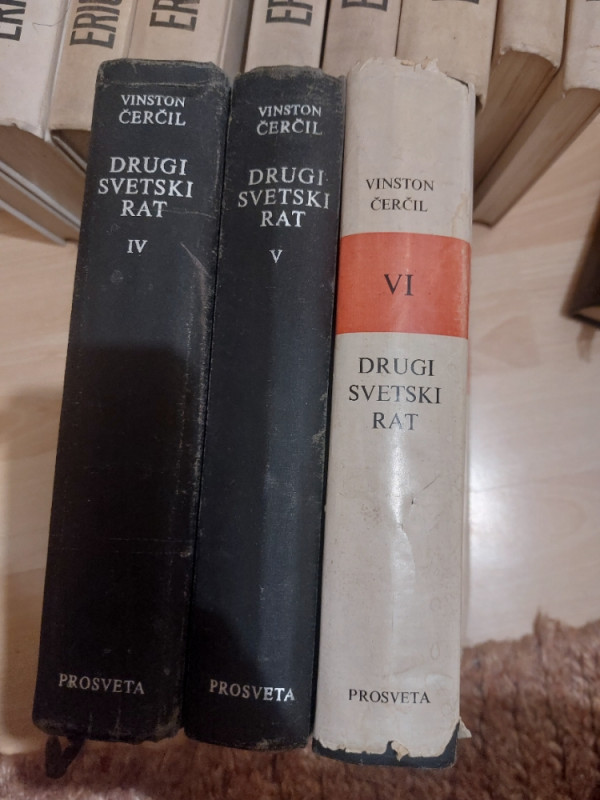 VINSTON
ČERČIL
DRUGI
SVETSKI
RAT
IV
PROSVETA
VINSTON
ČERČIL
DRUGI
SVETSKI
RAT
V
PROSVETA
VINSTON
ČERČIL
VI
DRUGI
SVETSKI
RAT
PROSVETA